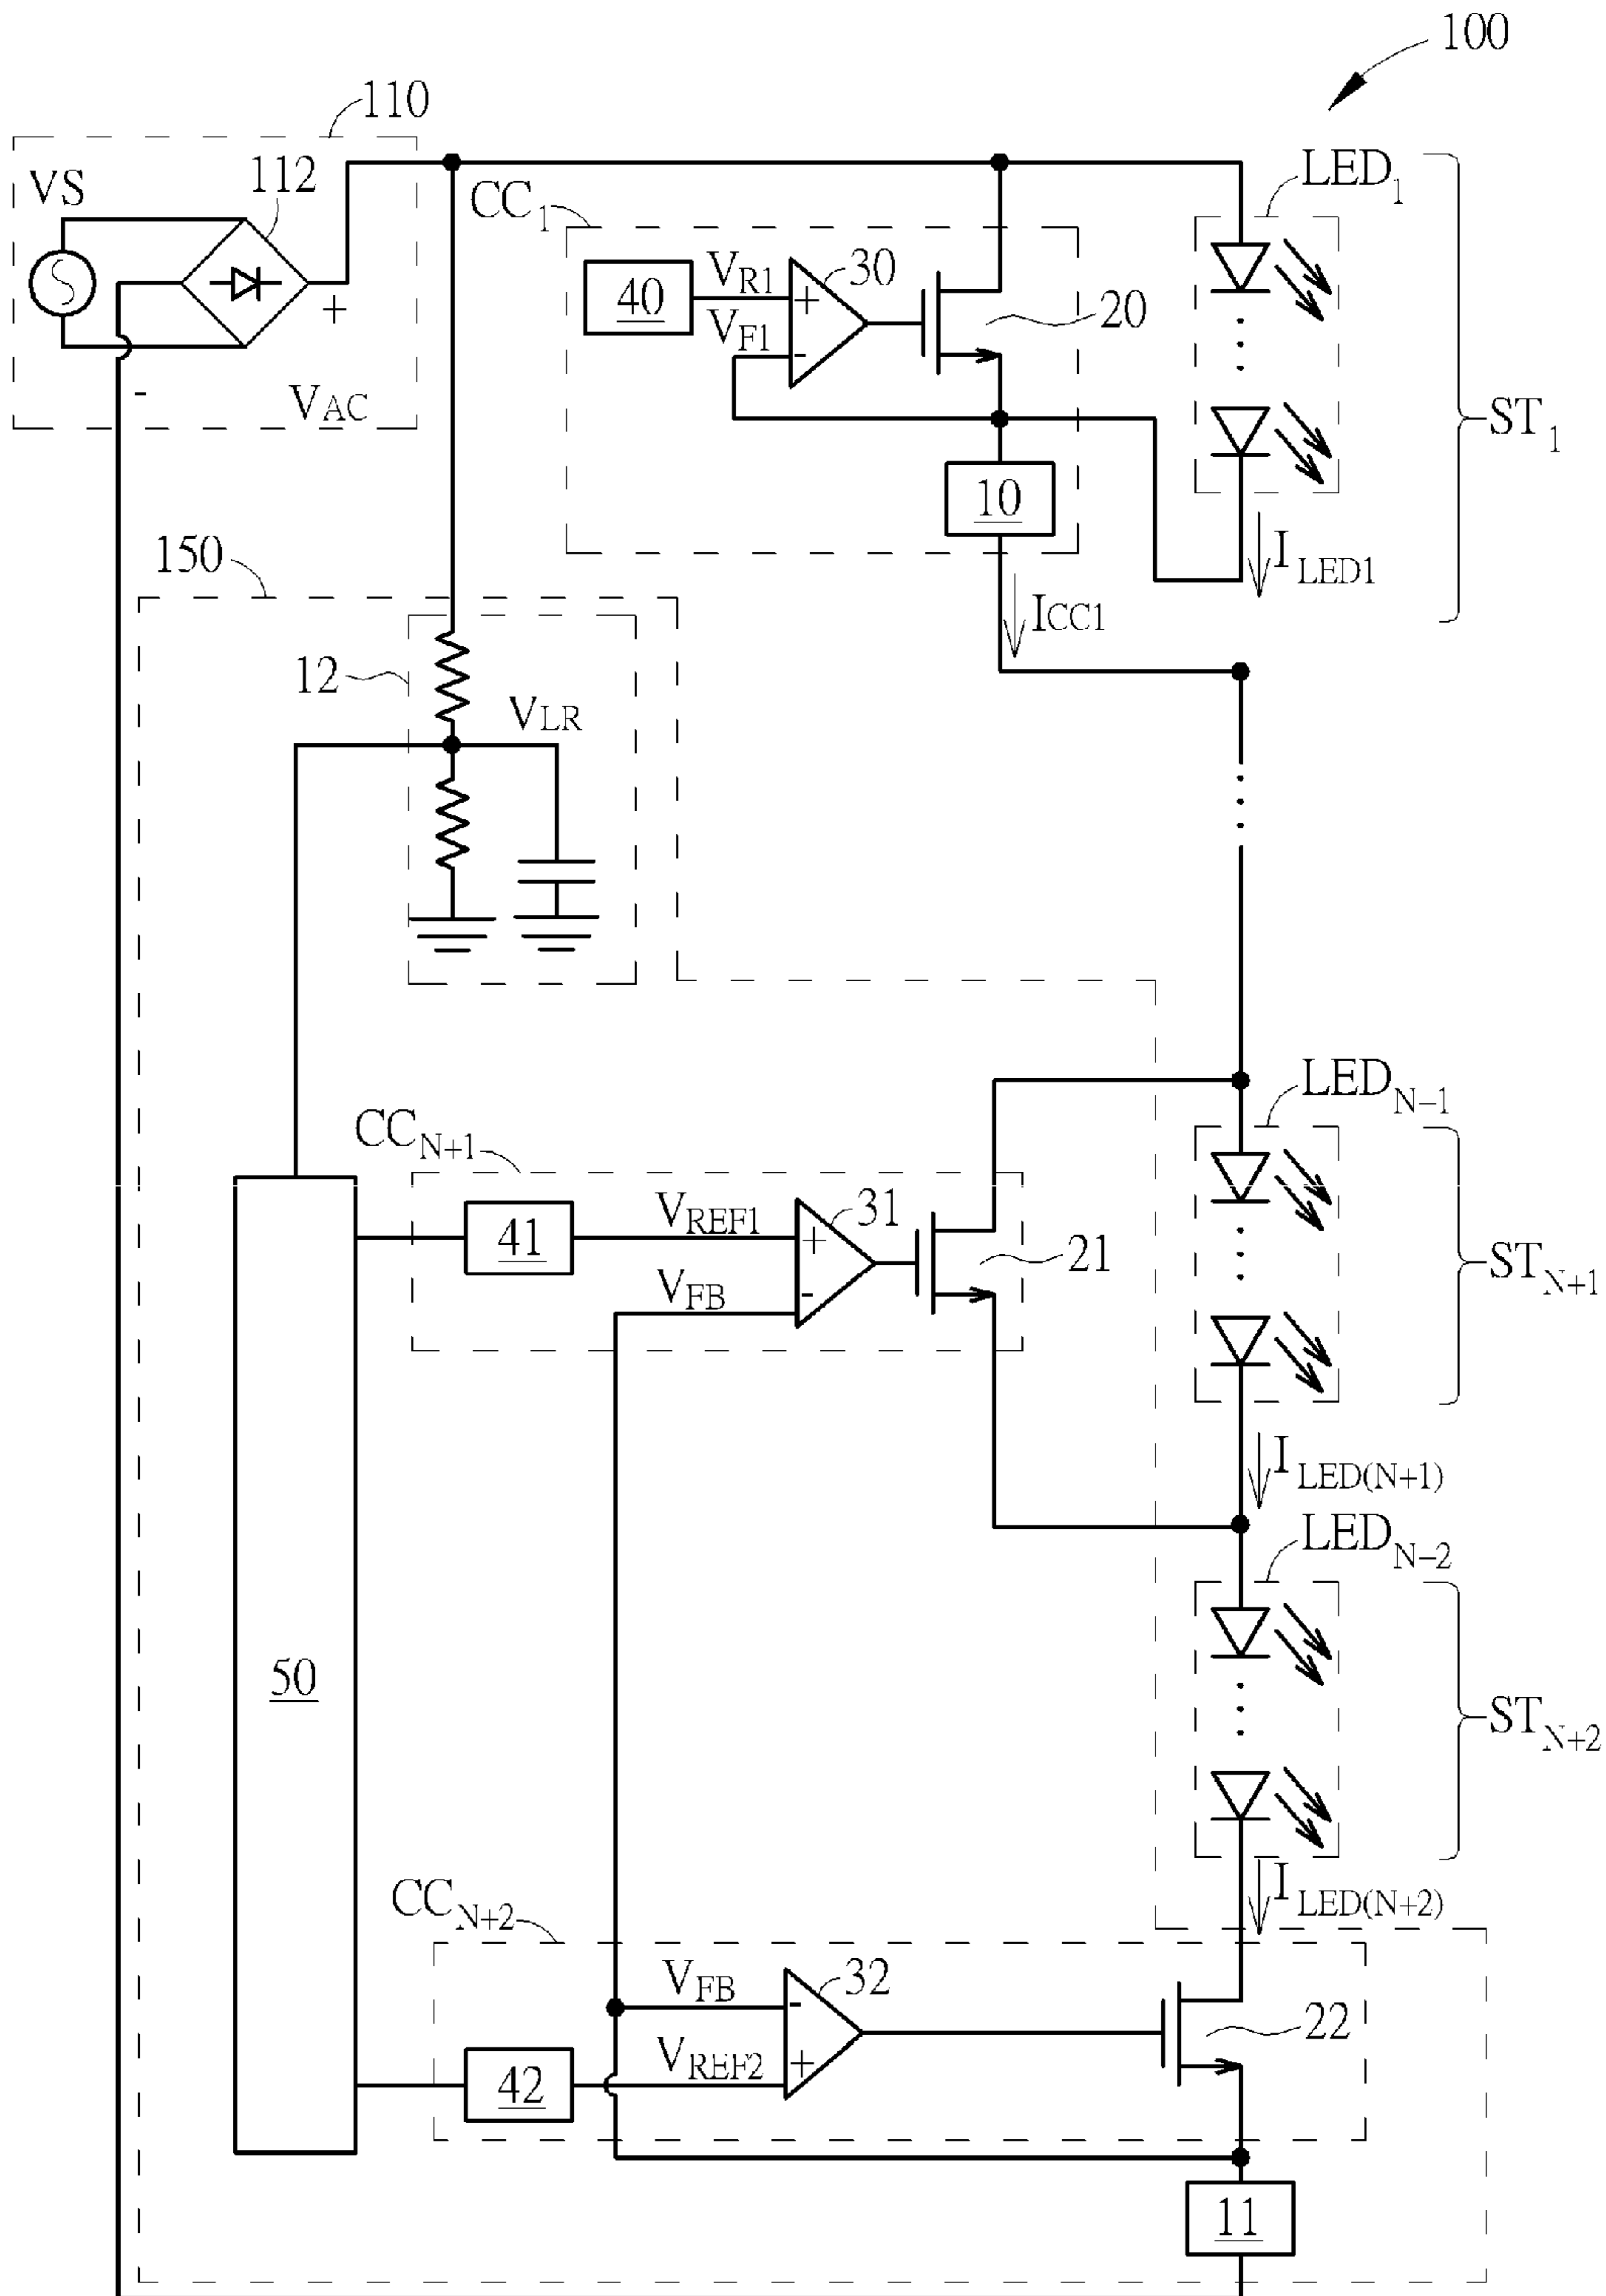 100
110
VS
112
+
-
VAC
CC1
40
VR1
VF1
+
-
30
20
10
ICC1
LED1
ILED1
ST1
150
12
VLR
LEDN-1
CCN+1
41
VREF1
VFB
+
-
31
21
STN+1
ILED(N+1)
LEDN-2
50
STN+2
ILED(N+2)
CCN+2
VFB
-
32
22
42
VREF2
+
11